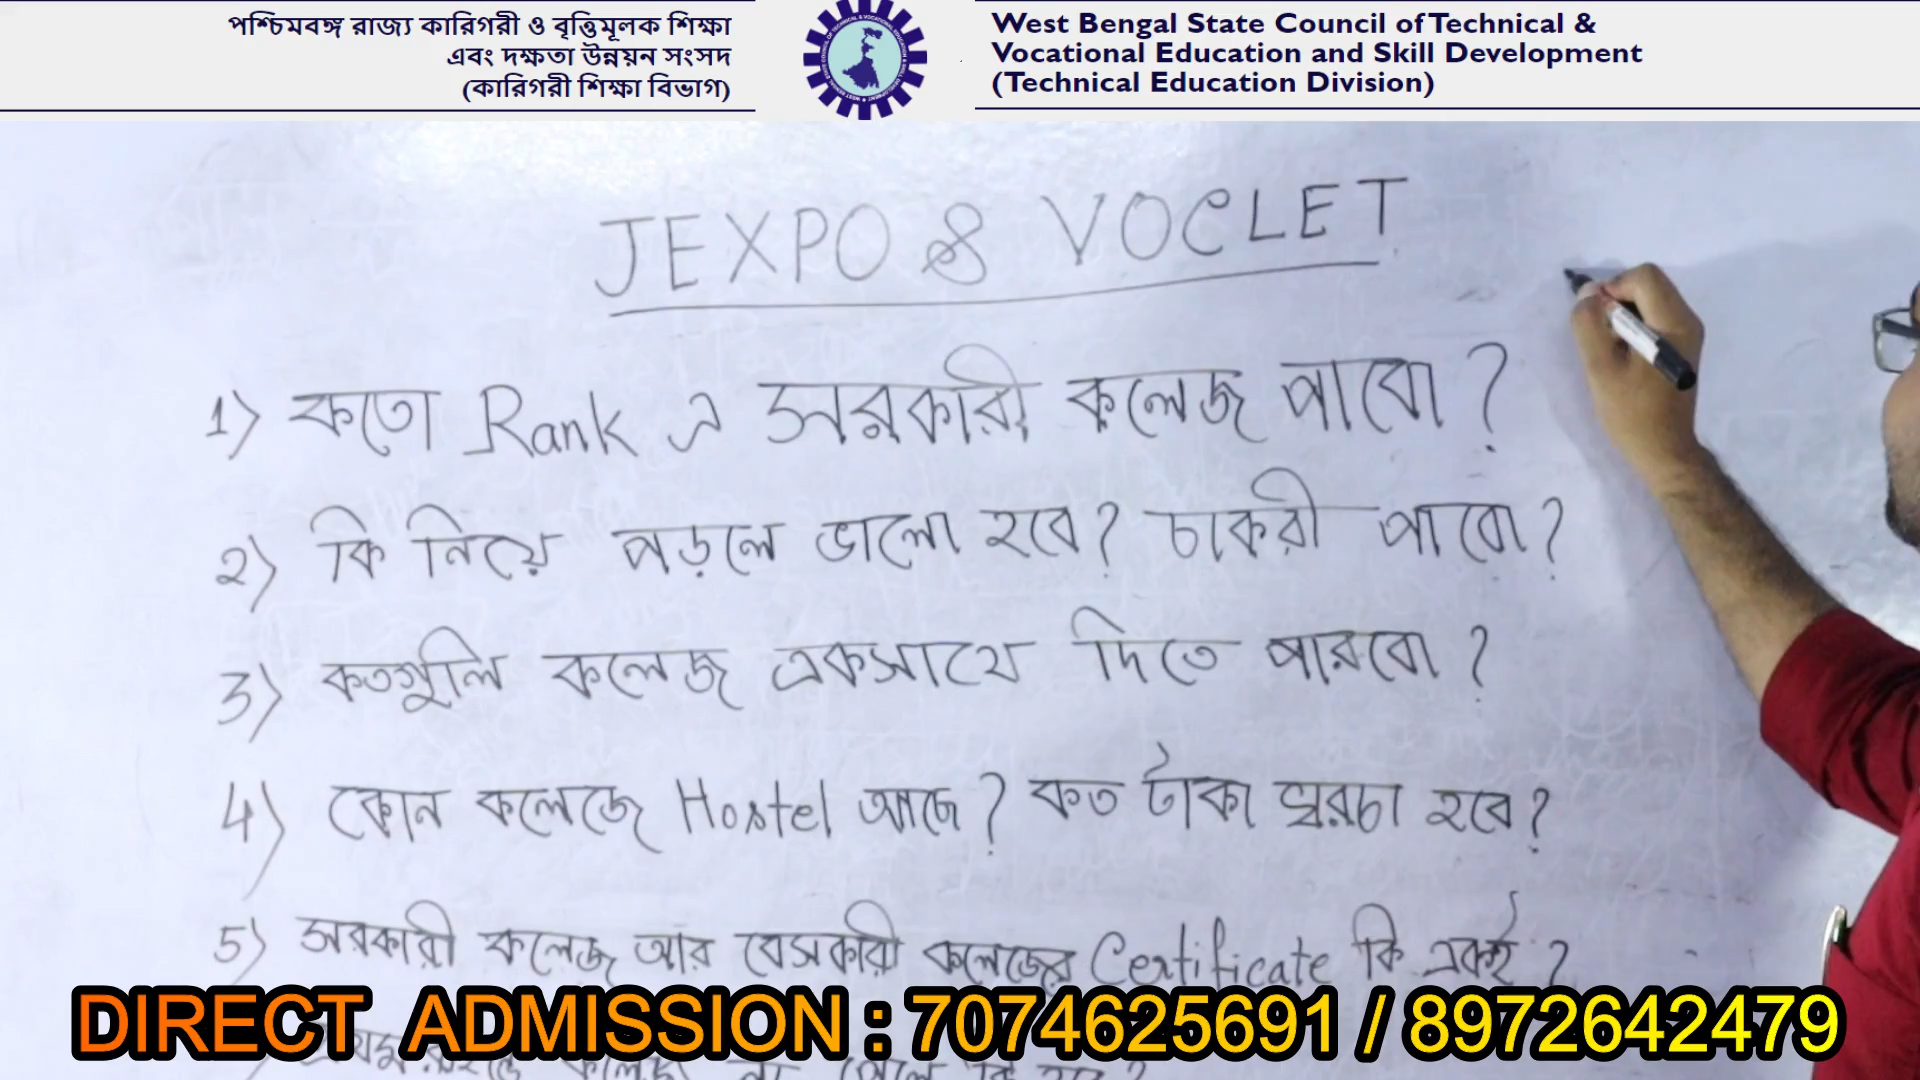 পশ্চিমবঙ্গ রাজ্য কারিগরী ও বৃত্তিমূলক শিক্ষা
এবং দক্ষতা উন্নয়ন সংসদ
(কারিগরী শিক্ষা বিভাগ)
West Bengal State Council of Technical &
Vocational Education and Skill Development
(Technical Education Division)
JEXPO & VOCLET
1) কতো Rank এ সরকারী কলেজ পাবো?
২) কি নিয়ে পড়লে ভালো হবে? চাকরী পাবো?
3) কতগুলি কলেজ একসাথে দিতে পারবো?
4) কোন কলেজে Hostel আছে? কত টাকা খরচা হবে?
5) সরকারী কলেজ আর বেসকারী কলেজের Certificate কি একই?
DIRECT ADMISSION : 7074625691 / 8972642479